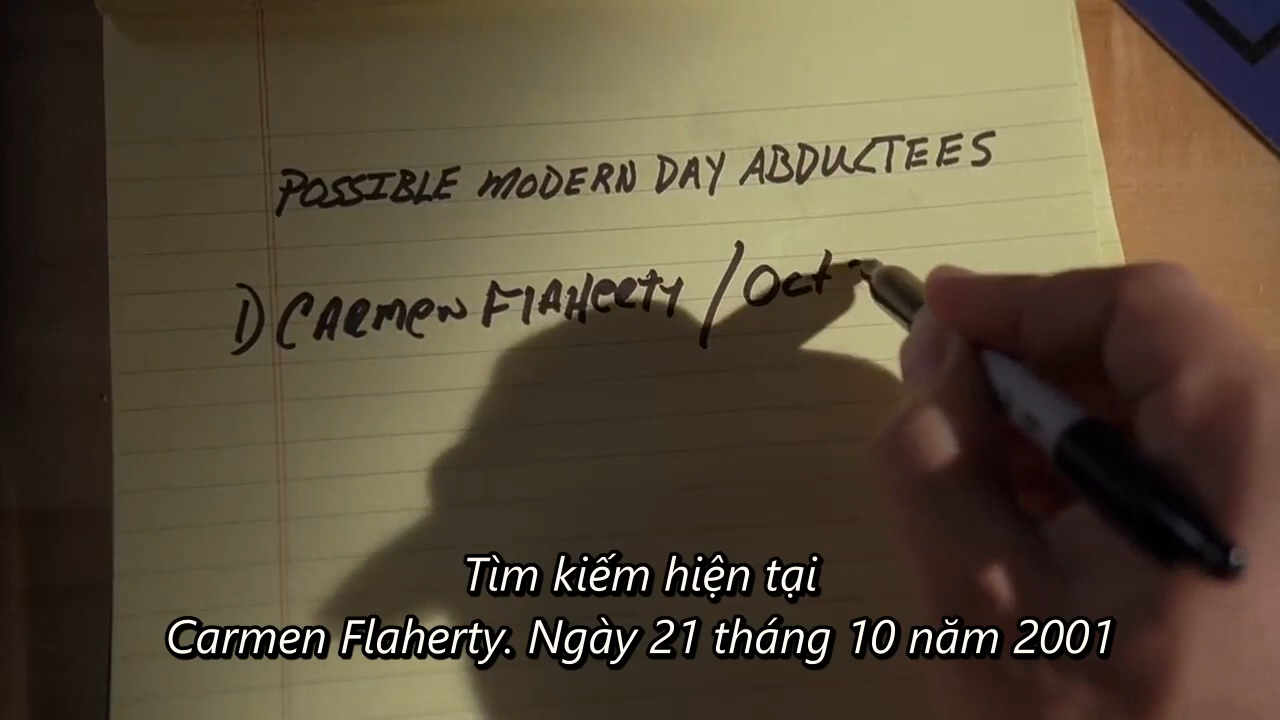 POSSIBLE MODERN DAY ABDUCTEES
1) CARMEN FlAHeRTY / Oct
Tìm kiếm hiện tại
Carmen Flaherty. Ngày 21 tháng 10 năm 2001